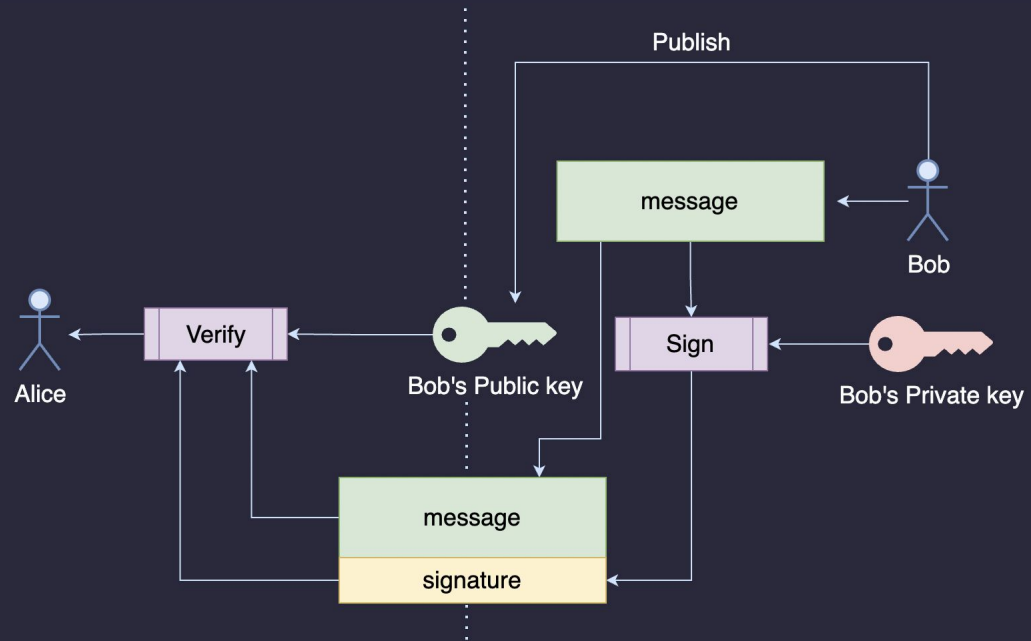 Publish
message
Bob
Verify
Sign
Alice
Bob's Public key
Bob's Private key
message
signature